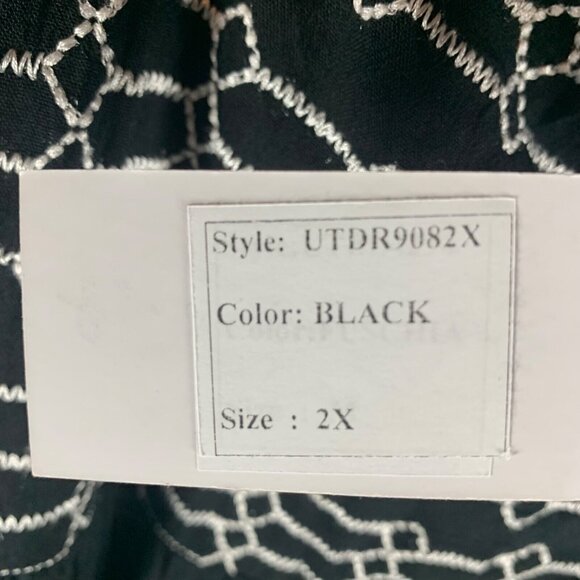 Style: UTDR9082X
Color: BLACK
Size : 2X